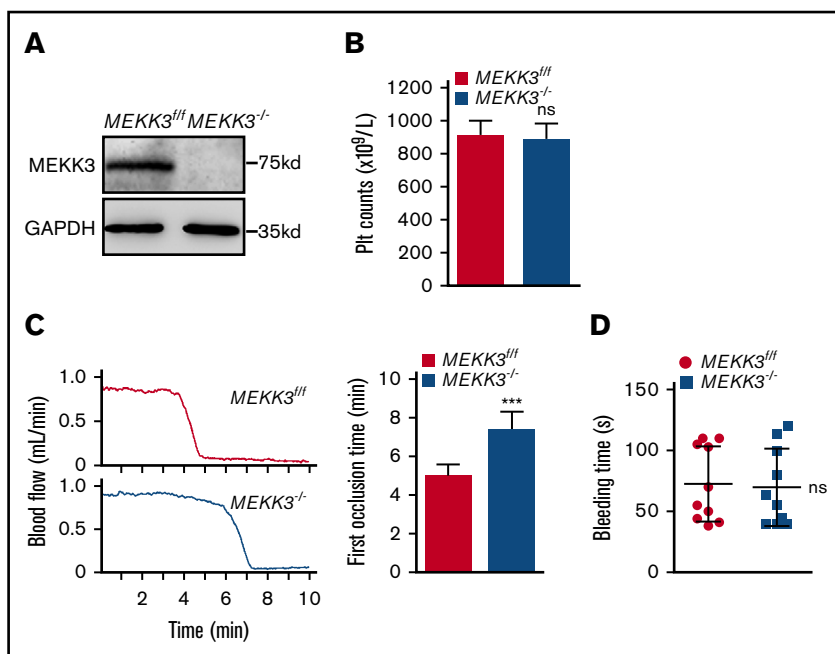 A
MEKK3f/f MEKK3-/-
MEKK3
75kd
GAPDH
35kd
B
MEKK3f/f
MEKK3-/-
ns
Plt counts (x10⁹/L)
1200
1000
800
600
400
200
0
C
Blood flow (mL/min)
1.0
0.5
0
MEKK3f/f
1.0
0.5
0
MEKK3-/-
2 4 6 8 10
Time (min)
MEKK3f/f
MEKK3-/-
First occlusion time (min)
10
8
6
4
2
0
***
D
MEKK3f/f
MEKK3-/-
Bleeding time (s)
150
100
50
0
ns